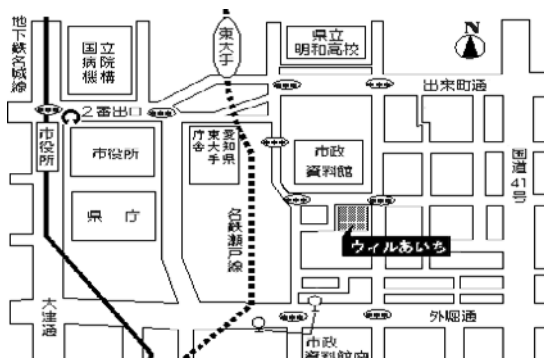 地下鉄名城線
国立
病院
機構
東大手
県立
明和高校
N
出来町通
2番出口
市役所
市役所
愛知県
東大手
庁舎
市政
資料館
国道41号
県庁
名鉄瀬戸線
ウィルあいち
大津通
外堀通
市政
資料館南